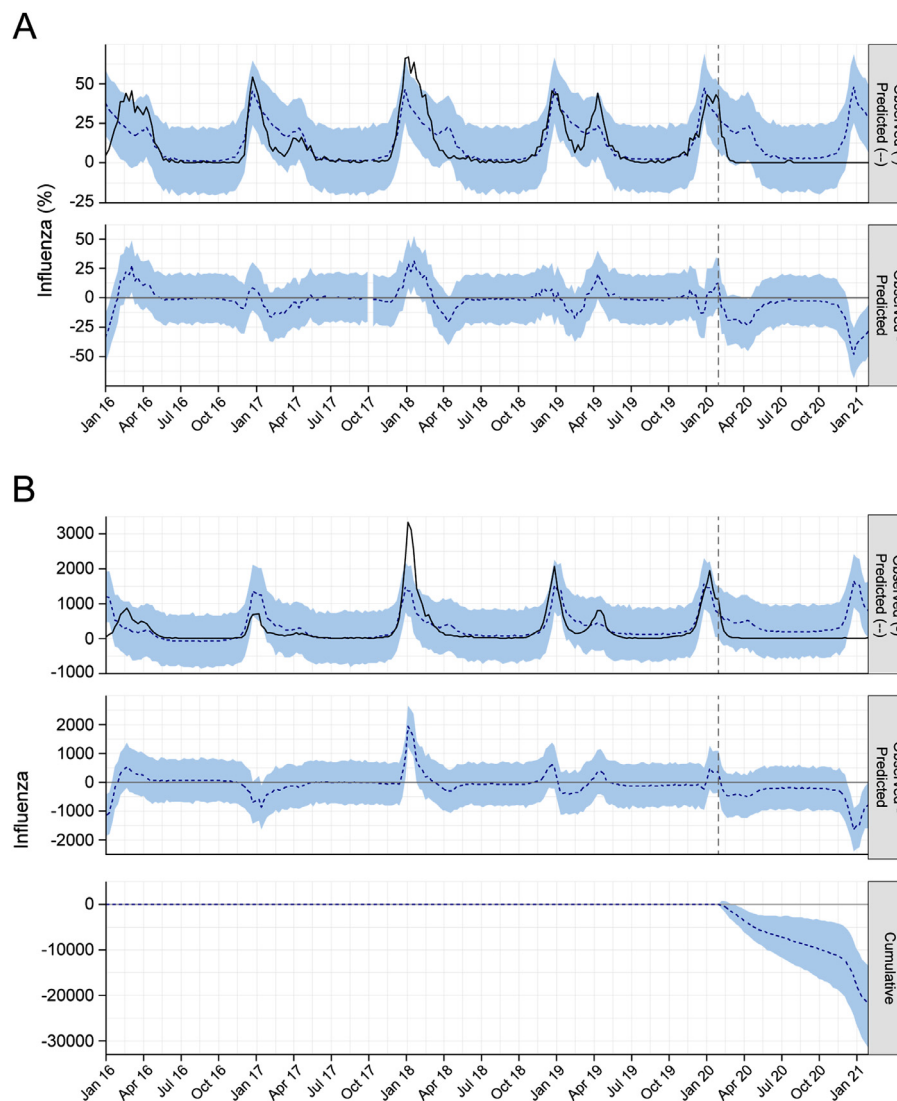 A
50
25
0
-25
Predicted (--)
Influenza (%)
50
25
0
-25
-50
Predicted
Jan 16
Apr 16
Jul 16
Oct 16
Jan 17
Apr 17
Jul 17
Oct 17
Jan 18
Apr 18
Jul 18
Oct 18
Jan 19
Apr 19
Jul 19
Oct 19
Jan 20
Apr 20
Jul 20
Oct 20
Jan 21
B
3000
2000
1000
0
-1000
Predicted (--)
Influenza
2000
1000
0
-1000
-2000
Predicted
0
-10000
-20000
-30000
Cumulative
Jan 16
Apr 16
Jul 16
Oct 16
Jan 17
Apr 17
Jul 17
Oct 17
Jan 18
Apr 18
Jul 18
Oct 18
Jan 19
Apr 19
Jul 19
Oct 19
Jan 20
Apr 20
Jul 20
Oct 20
Jan 21